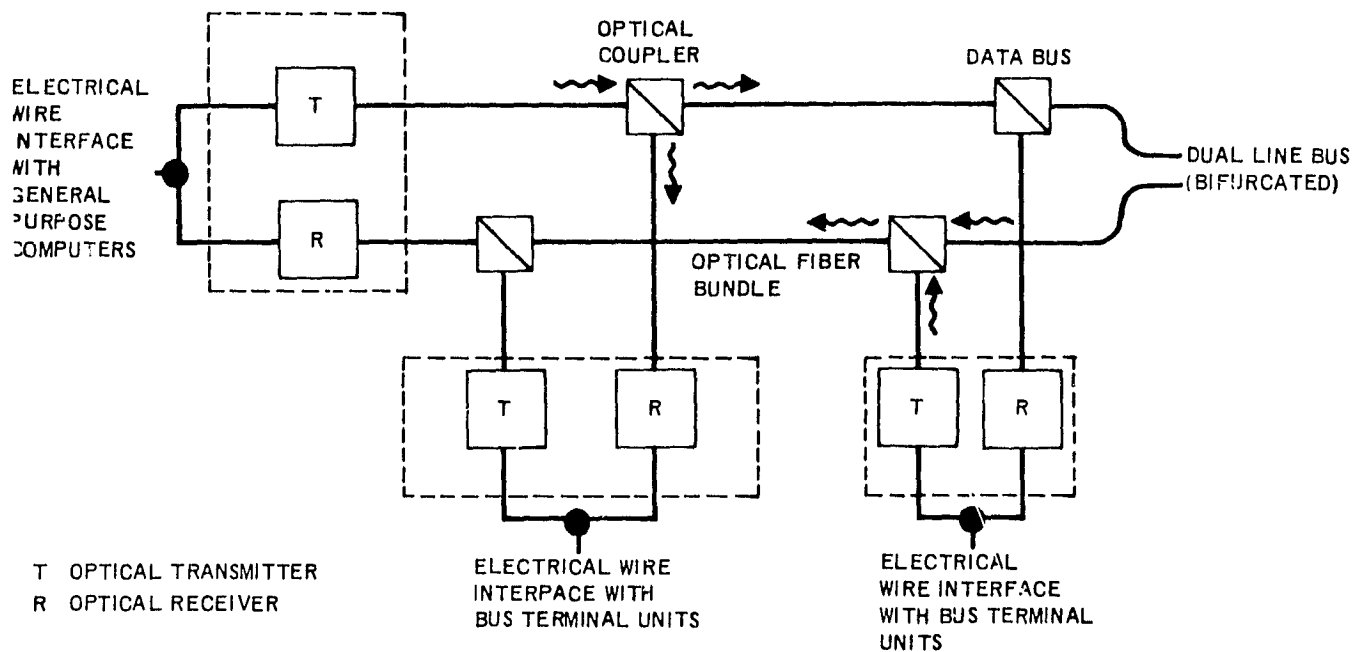 OPTICAL
COUPLER
DATA BUS
ELECTRICAL
WIRE
INTERFACE
WITH
GENERAL
PURPOSE
COMPUTERS
T
R
DUAL LINE BUS
(BIFURCATED)
OPTICAL FIBER
BUNDLE
T
R
T
R
T OPTICAL TRANSMITTER
R OPTICAL RECEIVER
ELECTRICAL WIRE
INTERPACE WITH
BUS TERMINAL UNITS
ELECTRICAL
WIRE INTERFACE
WITH BUS TERMINAL
UNITS